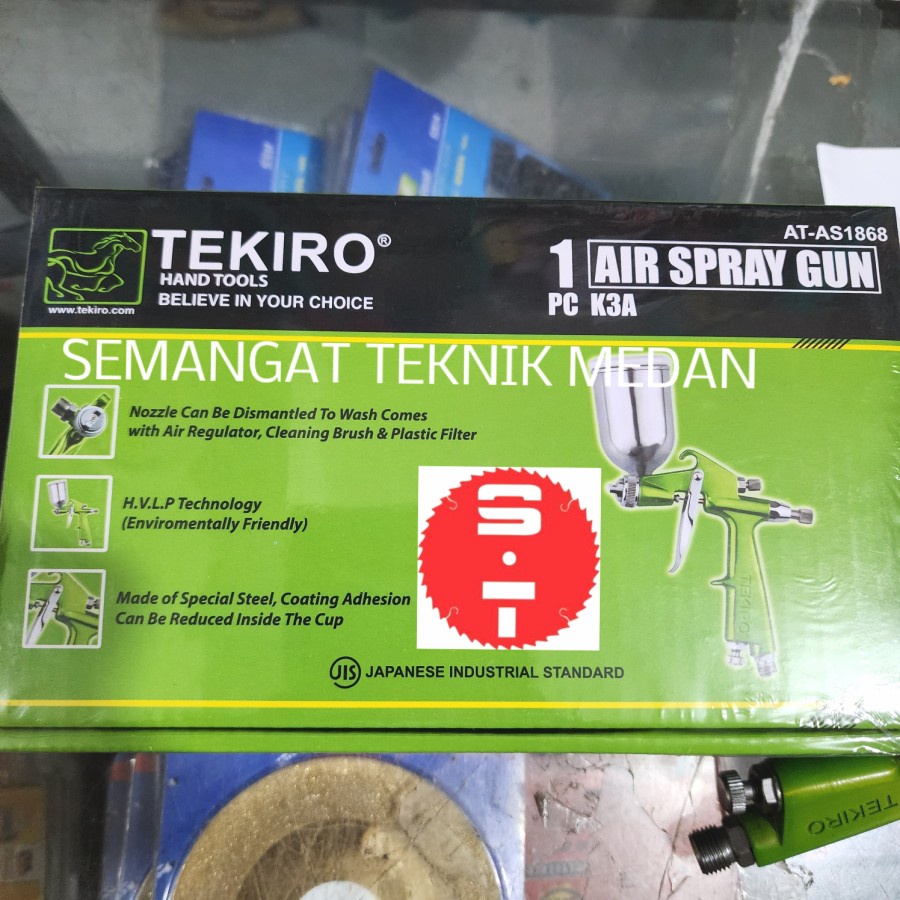 TEKIRO®
HAND TOOLS
BELIEVE IN YOUR CHOICE
www.tekiro.com
AT-AS1868
1 AIR SPRAY GUN
PC K3A
SEMANGAT TEKNIK MEDAN
Nozzle Can Be Dismantled To Wash Comes
with Air Regulator, Cleaning Brush & Plastic Filter
H.V.L.P Technology
(Enviromentally Friendly)
Made of Special Steel, Coating Adhesion
Can Be Reduced Inside The Cup
S·T
TEKIRO
JIS JAPANESE INDUSTRIAL STANDARD
TEKIRO